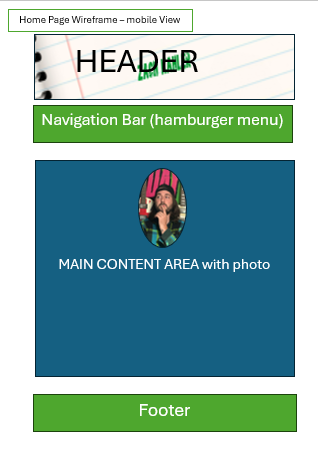 Home Page Wireframe – mobile View
HEADER
Navigation Bar (hamburger menu)
MAIN CONTENT AREA with photo
Footer